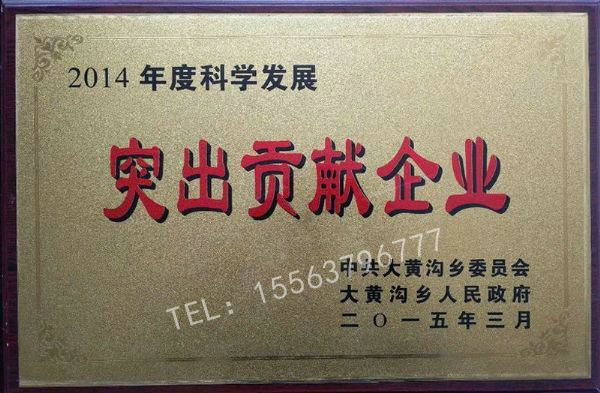 2014 年度科学发展
突出贡献企业
中共大黄沟乡委员会
大黄沟乡人民政府
二〇一五年三月
TEL：15563796777